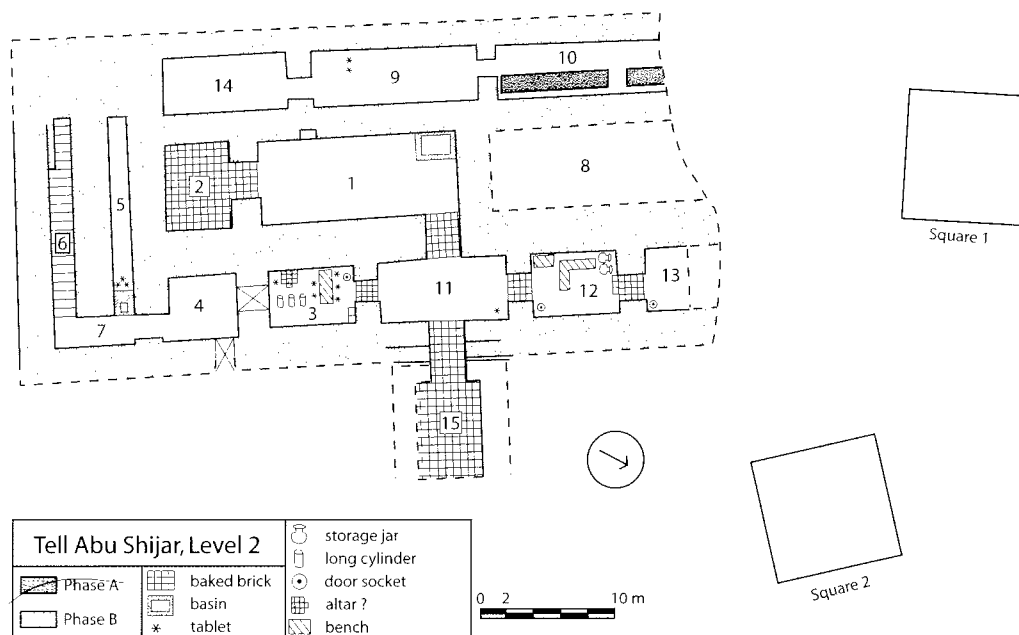 10
14
9
8
2
1
5
Square 1
6
13
4
11
12
3
7
15
Tell Abu Shijar, Level 2
Phase A
Phase B
baked brick
basin
tablet
storage jar
long cylinder
door socket
altar ?
bench
0 2 10 m
Square 2